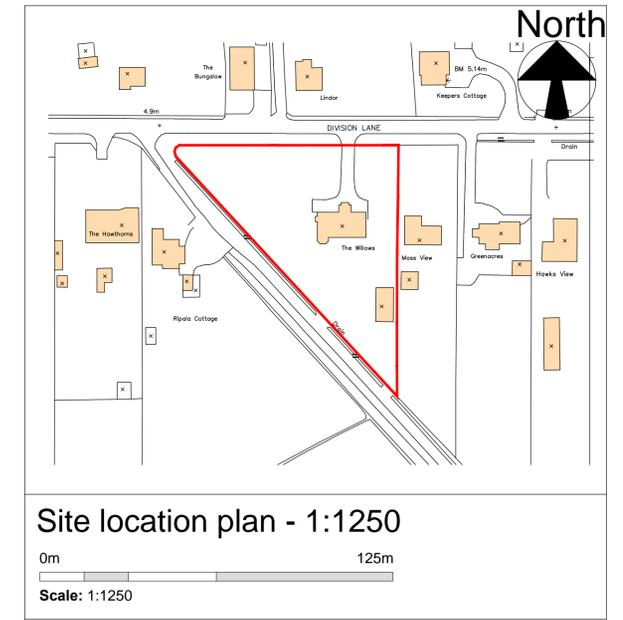 North
The
Bungalow
Lindor
BM 5.14m
Keepers Cottage
4.9m
DIVISION LANE
Drain
The Hawthorns
The Willows
Moss View
Greenacres
Hawks View
Ripala Cottage
Drain
Site location plan - 1:1250
0m 125m
Scale: 1:1250